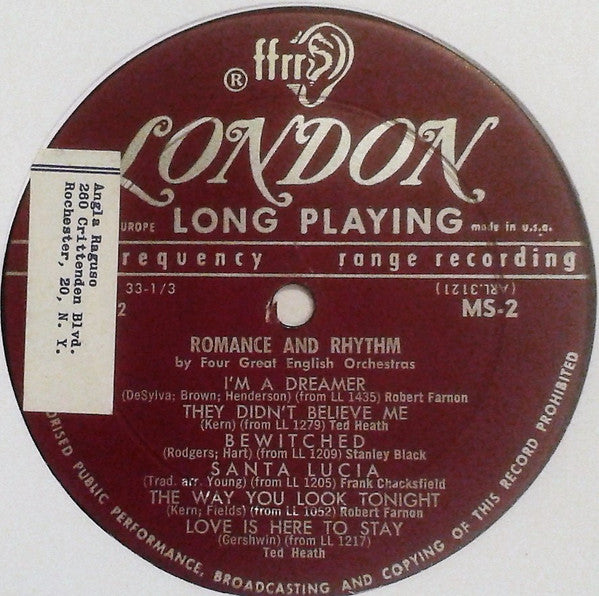 ffrr
®
LONDON
EUROPE LONG PLAYING made in u.s.a.
requency range recording
33-1/3 (ARL.3121)
2 MS-2
ROMANCE AND RHYTHM
by Four Great English Orchestras
I'M A DREAMER
(DeSylva; Brown; Henderson) (from LL 1435) Robert Farnon
THEY DIDN'T BELIEVE ME
(Kern) (from LL 1279) Ted Heath
BEWITCHED
(Rodgers; Hart) (from LL 1209) Stanley Black
SANTA LUCIA
(Trad. arr. Young) (from LL 1205) Frank Chacksfield
THE WAY YOU LOOK TONIGHT
(Kern; Fields) (from LL 1052) Robert Farnon
LOVE IS HERE TO STAY
(Gershwin) (from LL 1217)
Ted Heath
ORISED PUBLIC PERFORMANCE, BROADCASTING AND COPYING OF THIS RECORD PROHIBITED
Angla Raguso
260 Crittenden Blvd.
Rochester, 20, N. Y.